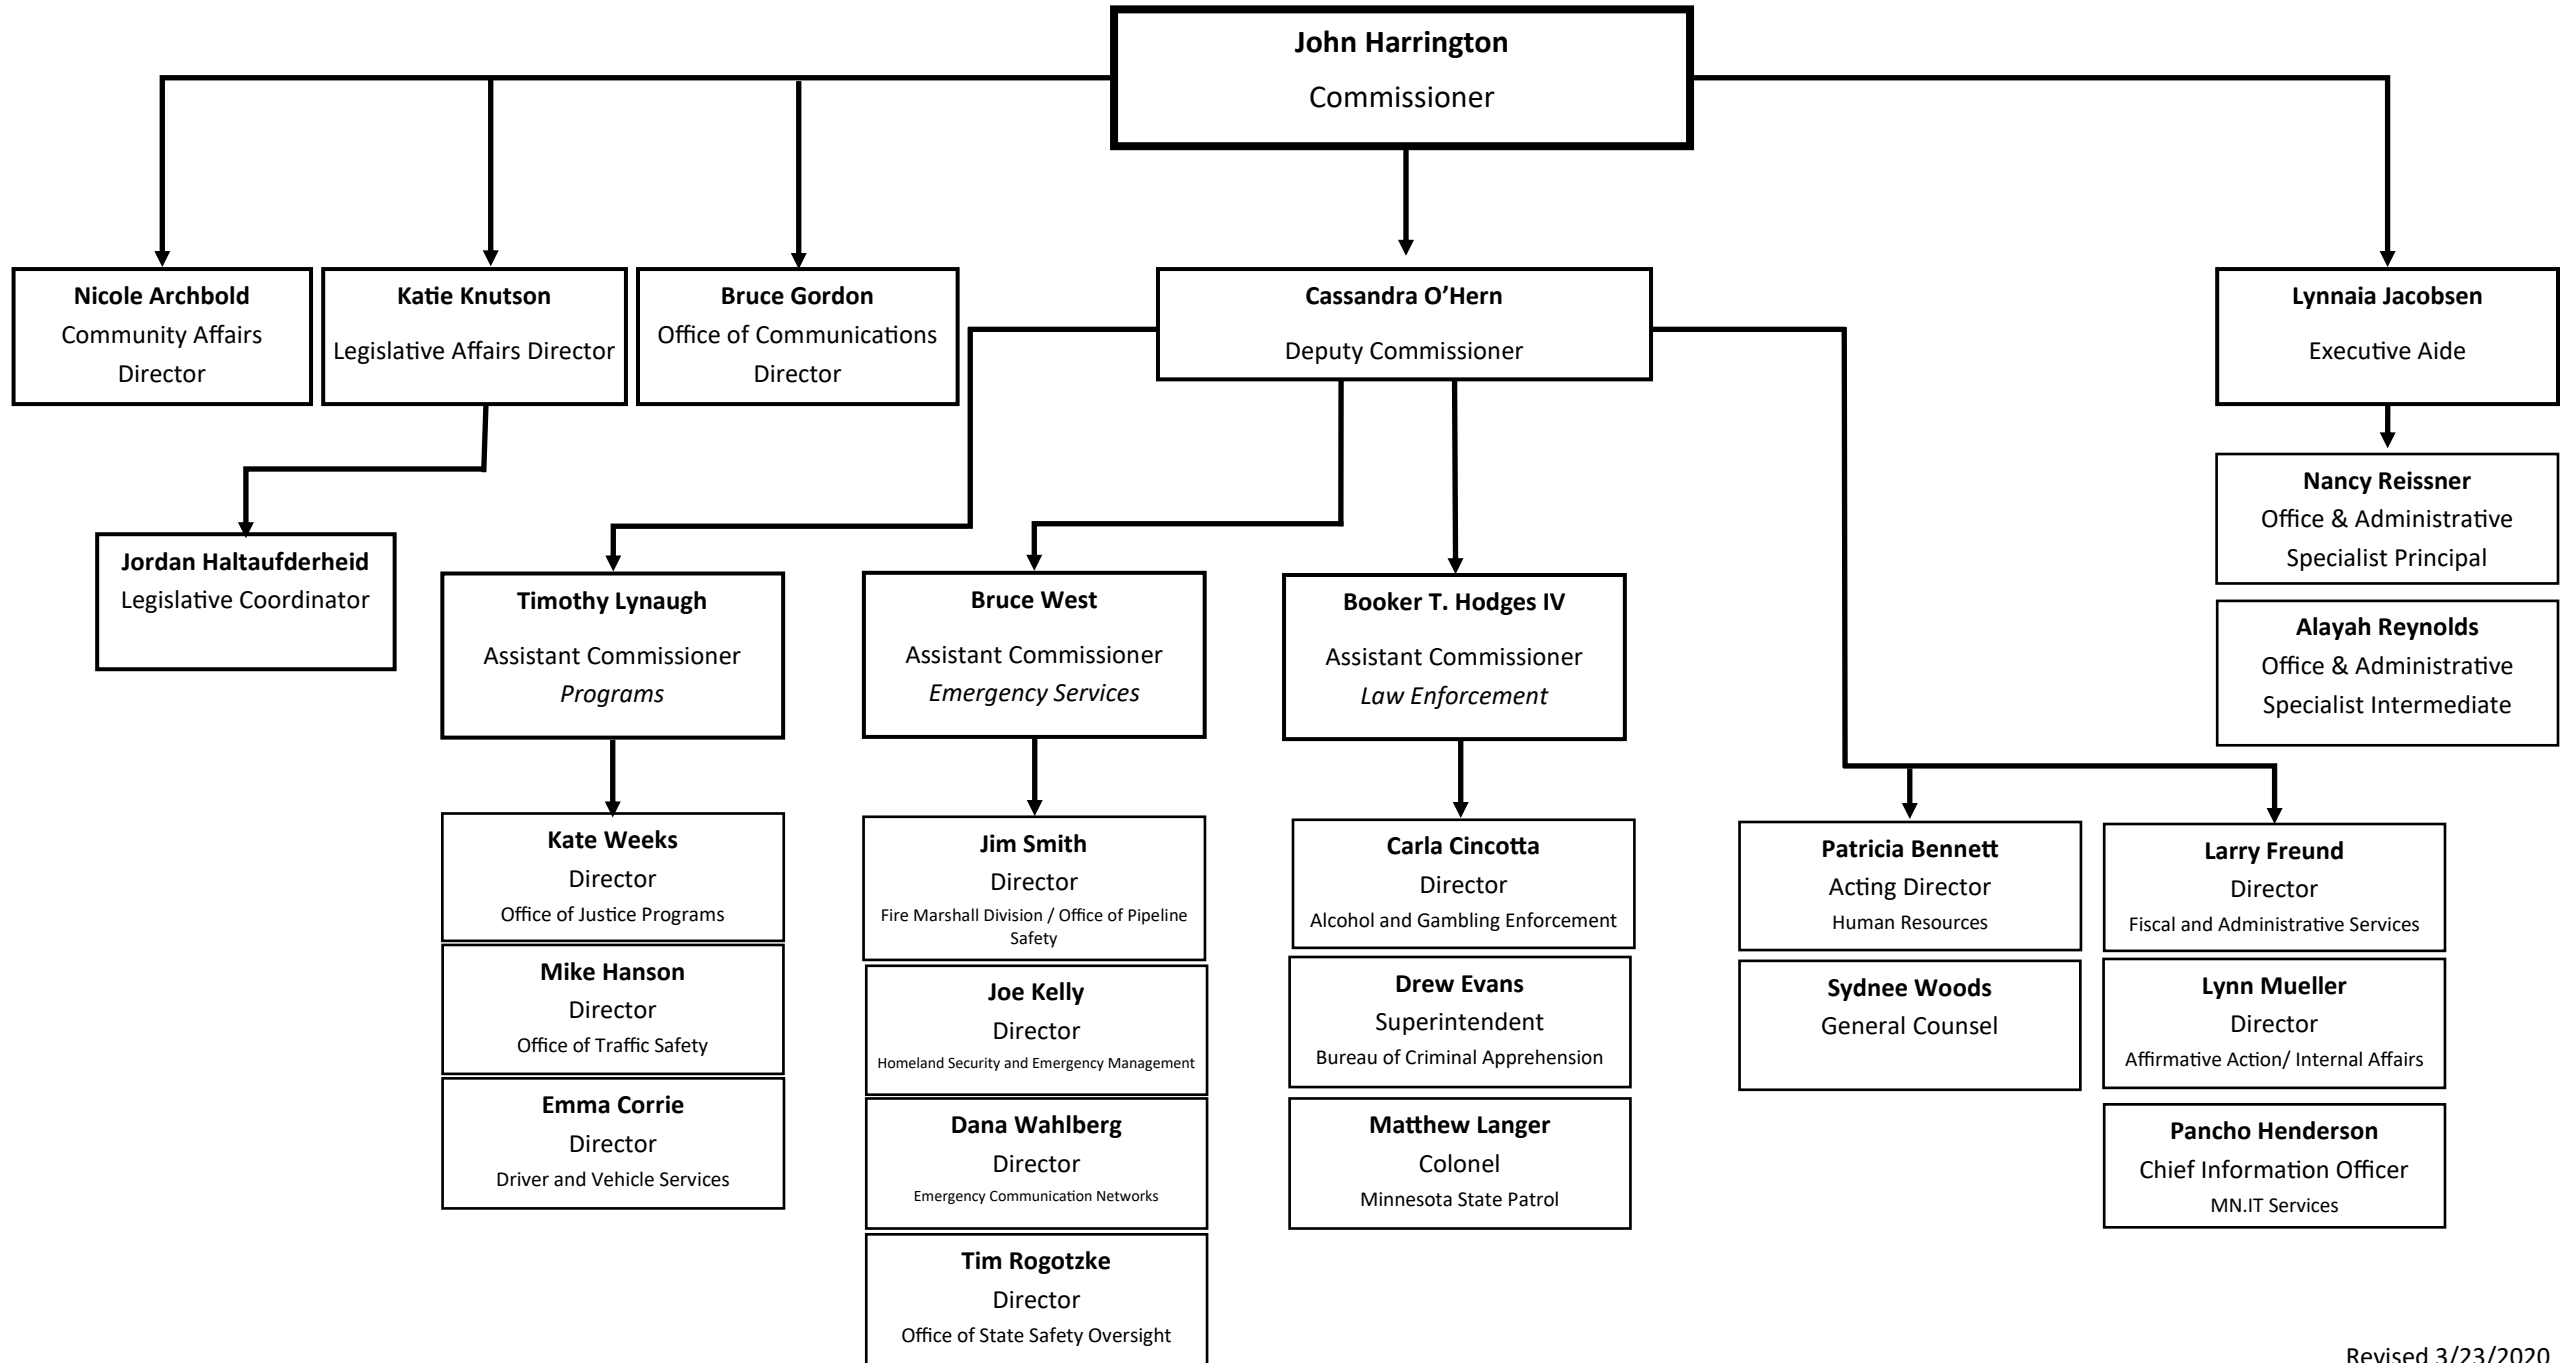 John Harrington
Commissioner
Nicole Archbold
Community Affairs
Director
Katie Knutson
Legislative Affairs Director
Bruce Gordon
Office of Communications
Director
Cassandra O’Hern
Deputy Commissioner
Lynnaia Jacobsen
Executive Aide
Nancy Reissner
Office & Administrative
Specialist Principal
Alayah Reynolds
Office & Administrative
Specialist Intermediate
Jordan Haltaufderheid
Legislative Coordinator
Timothy Lynaugh
Assistant Commissioner
Programs
Bruce West
Assistant Commissioner
Emergency Services
Booker T. Hodges IV
Assistant Commissioner
Law Enforcement
Kate Weeks
Director
Office of Justice Programs
Mike Hanson
Director
Office of Traffic Safety
Emma Corrie
Director
Driver and Vehicle Services
Jim Smith
Director
Fire Marshall Division / Office of Pipeline
Safety
Joe Kelly
Director
Homeland Security and Emergency Management
Dana Wahlberg
Director
Emergency Communication Networks
Tim Rogotzke
Director
Office of State Safety Oversight
Carla Cincotta
Director
Alcohol and Gambling Enforcement
Drew Evans
Superintendent
Bureau of Criminal Apprehension
Matthew Langer
Colonel
Minnesota State Patrol
Patricia Bennett
Acting Director
Human Resources
Sydnee Woods
General Counsel
Larry Freund
Director
Fiscal and Administrative Services
Lynn Mueller
Director
Affirmative Action/ Internal Affairs
Pancho Henderson
Chief Information Officer
MN.IT Services
Revised 3/23/2020